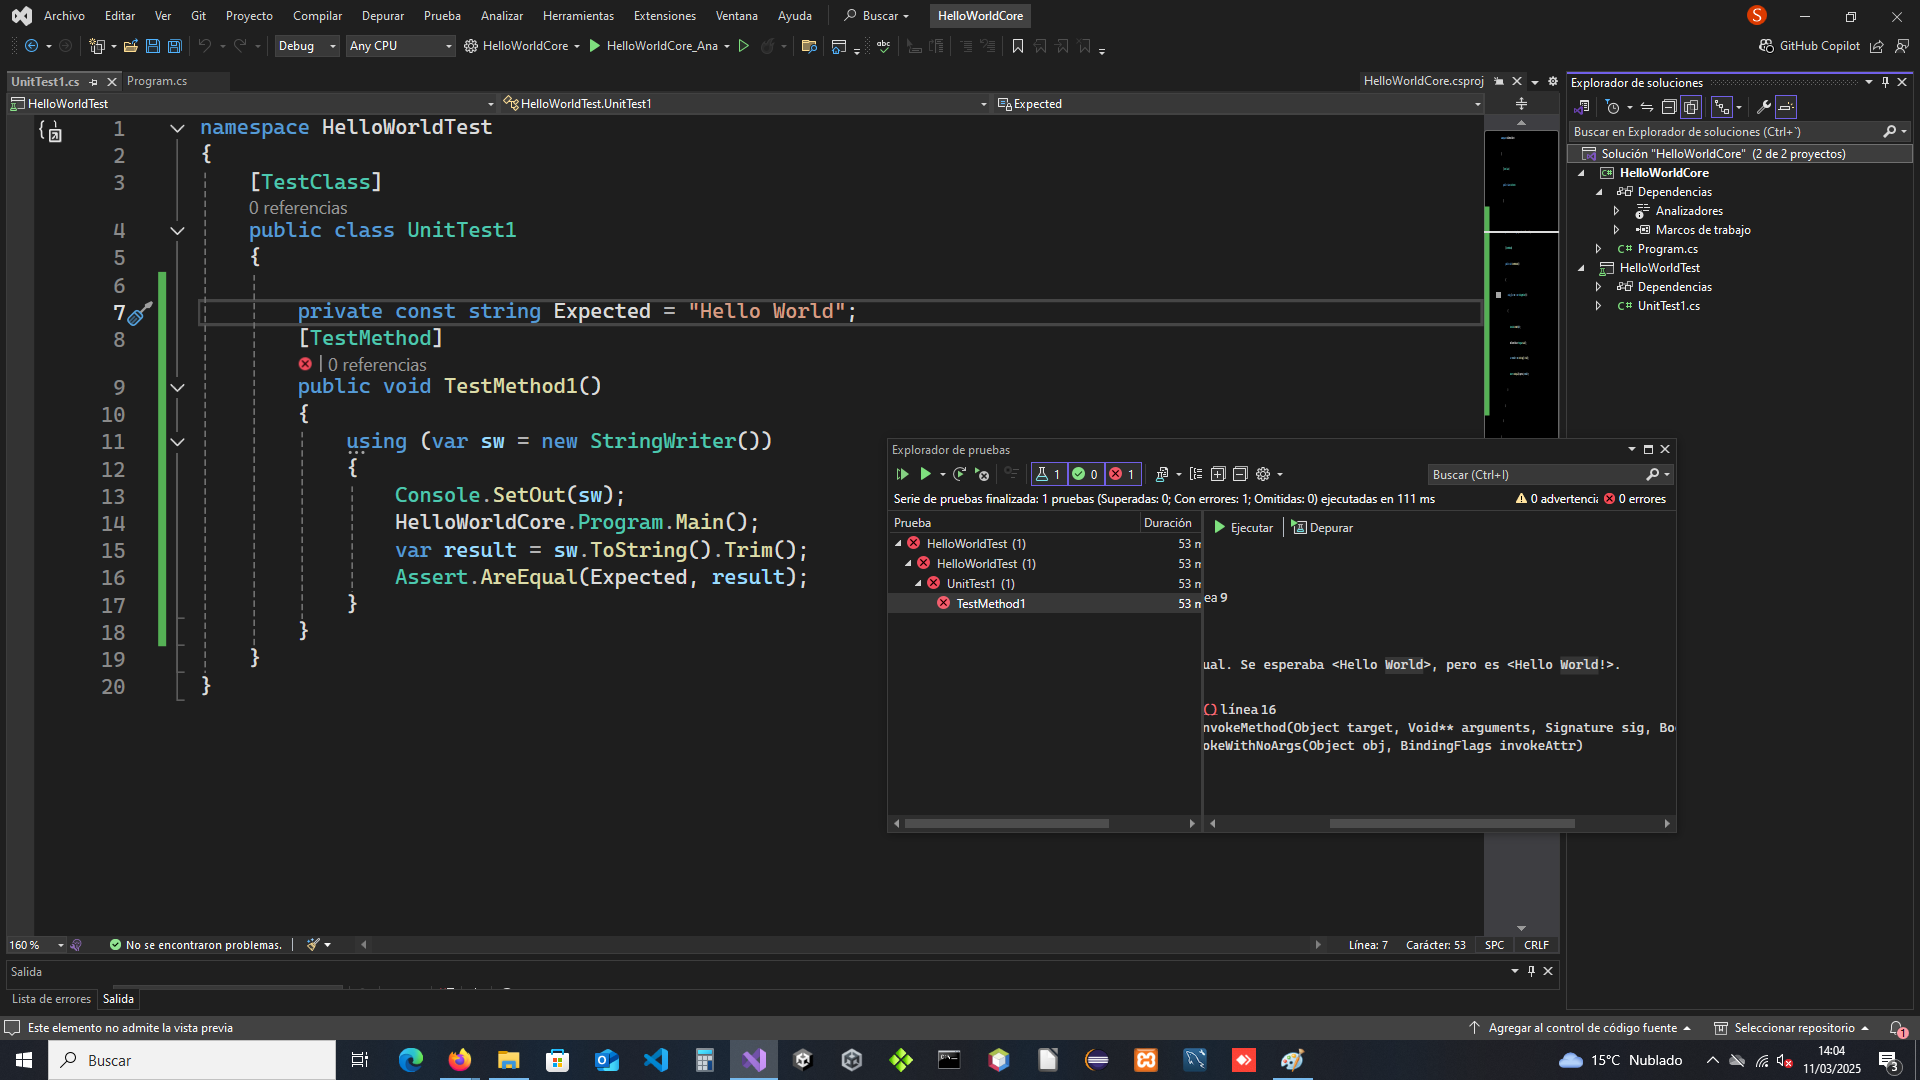 Archivo Editar Ver Git Proyecto Compilar Depurar Prueba Analizar Herramientas Extensiones Ventana Ayuda Buscar HelloWorldCore S
Debug Any CPU HelloWorldCore HelloWorldCore_Ana abc GitHub Copilot
UnitTest1.cs Program.cs HelloWorldCore.csproj
HelloWorldTest HelloWorldTest.UnitTest1 Expected
1 namespace HelloWorldTest
2 {
3 [TestClass]
0 referencias
4 public class UnitTest1
5 {
6
7 private const string Expected = "Hello World";
8 [TestMethod]
| 0 referencias
9 public void TestMethod1()
10 {
11 using (var sw = new StringWriter())
12 {
13 Console.SetOut(sw);
14 HelloWorldCore.Program.Main();
15 var result = sw.ToString().Trim();
16 Assert.AreEqual(Expected, result);
17 }
18 }
19 }
20 }
Explorador de pruebas
1 0 1 Buscar (Ctrl+I)
Serie de pruebas finalizada: 1 pruebas (Superadas: 0; Con errores: 1; Omitidas: 0) ejecutadas en 111 ms 0 advertencia 0 errores
Prueba Duración
HelloWorldTest (1) 53 m
HelloWorldTest (1) 53 m
UnitTest1 (1) 53 m
TestMethod1 53 m
Ejecutar Depurar
ea 9
ual. Se esperaba <Hello World>, pero es <Hello World!>.
() línea 16
nvokeMethod(Object target, Void** arguments, Signature sig, Bo
okeWithNoArgs(Object obj, BindingFlags invokeAttr)
Explorador de soluciones
Buscar en Explorador de soluciones (Ctrl+`)
Solución "HelloWorldCore" (2 de 2 proyectos)
C# HelloWorldCore
Dependencias
Analizadores
Marcos de trabajo
C# Program.cs
HelloWorldTest
Dependencias
C# UnitTest1.cs
160 % No se encontraron problemas. Línea: 7 Carácter: 53 SPC CRLF
Salida
Lista de errores Salida
Este elemento no admite la vista previa Agregar al control de código fuente Seleccionar repositorio 1
Buscar 15°C Nublado 14:04
11/03/2025 3